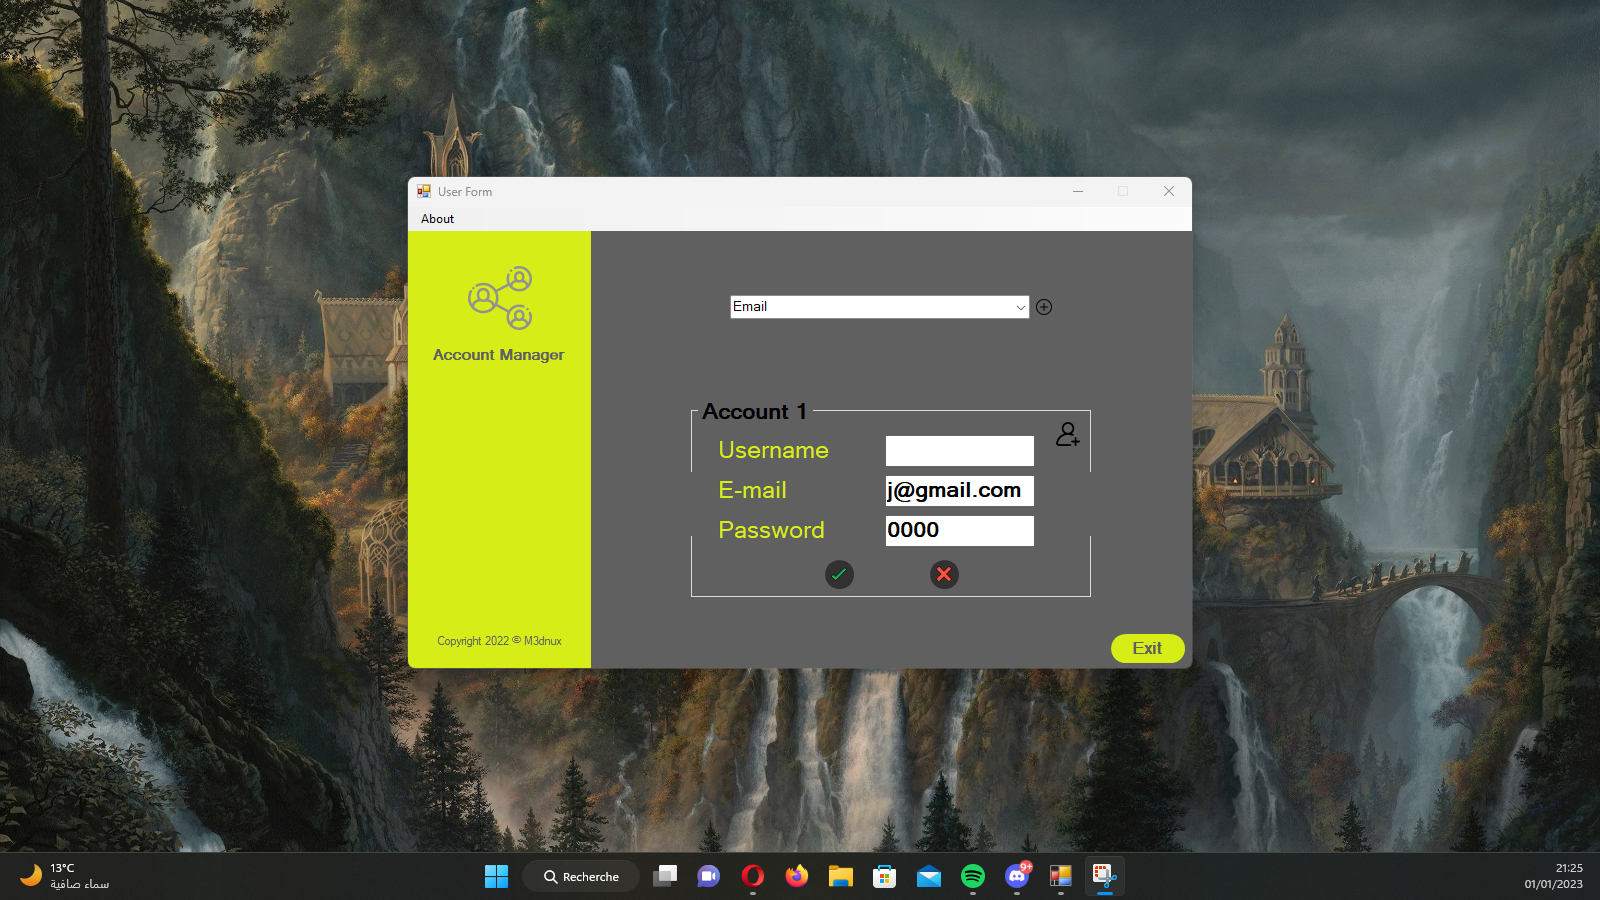 User Form
About
Account Manager
Email
Account 1
Username
E-mail
j@gmail.com
Password
0000
Copyright 2022 © M3dnux
Exit
13°C
سماء صافية
Recherche
9+
21:25
01/01/2023